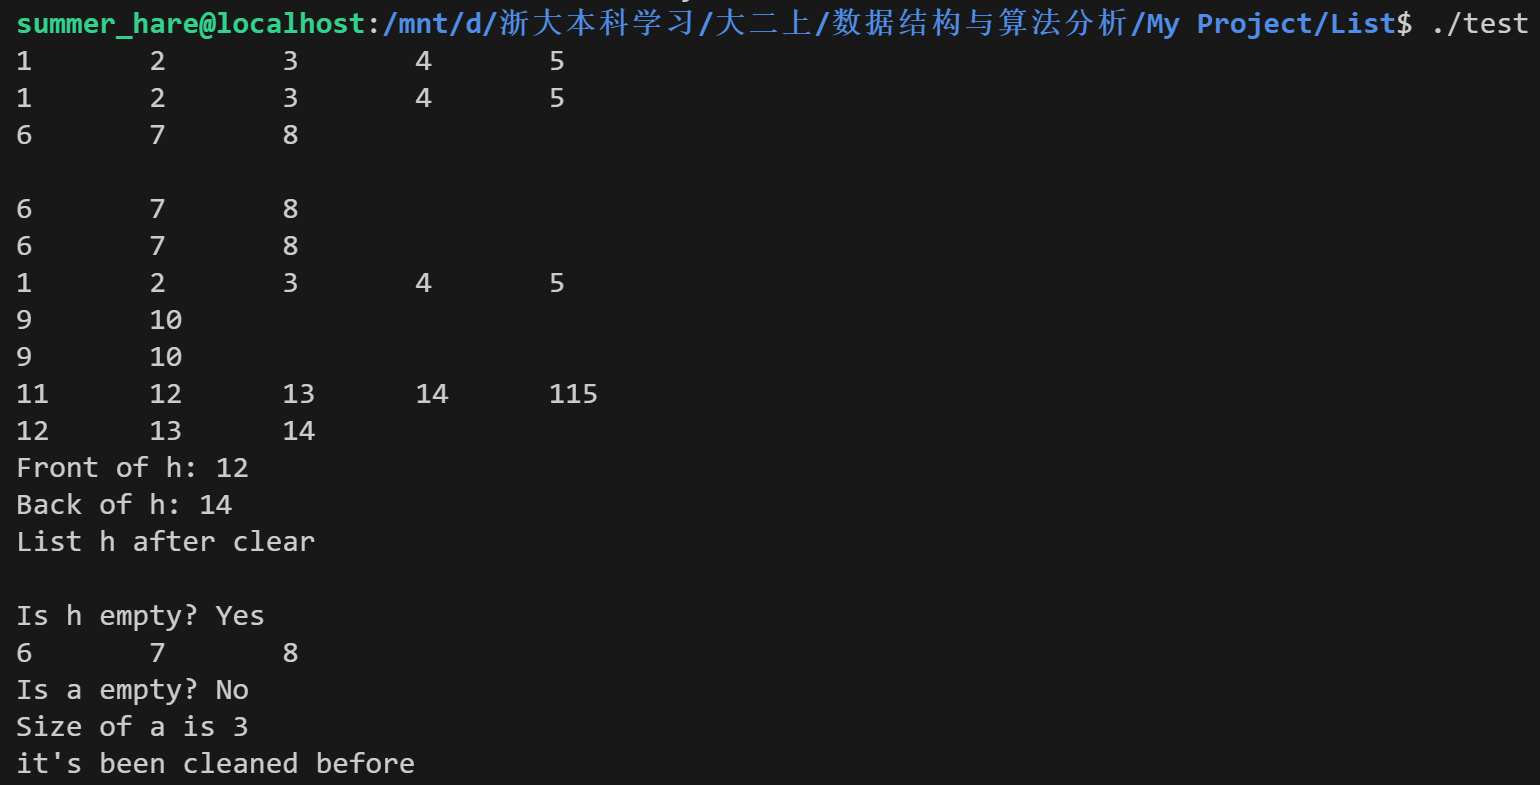 summer_hare@localhost:/mnt/d/浙大本科学习/大二上/数据结构与算法分析/My Project/List$ ./test
1 2 3 4 5
1 2 3 4 5
6 7 8
6 7 8
6 7 8
1 2 3 4 5
9 10
9 10
11 12 13 14 115
12 13 14
Front of h: 12
Back of h: 14
List h after clear
Is h empty? Yes
6 7 8
Is a empty? No
Size of a is 3
it's been cleaned before